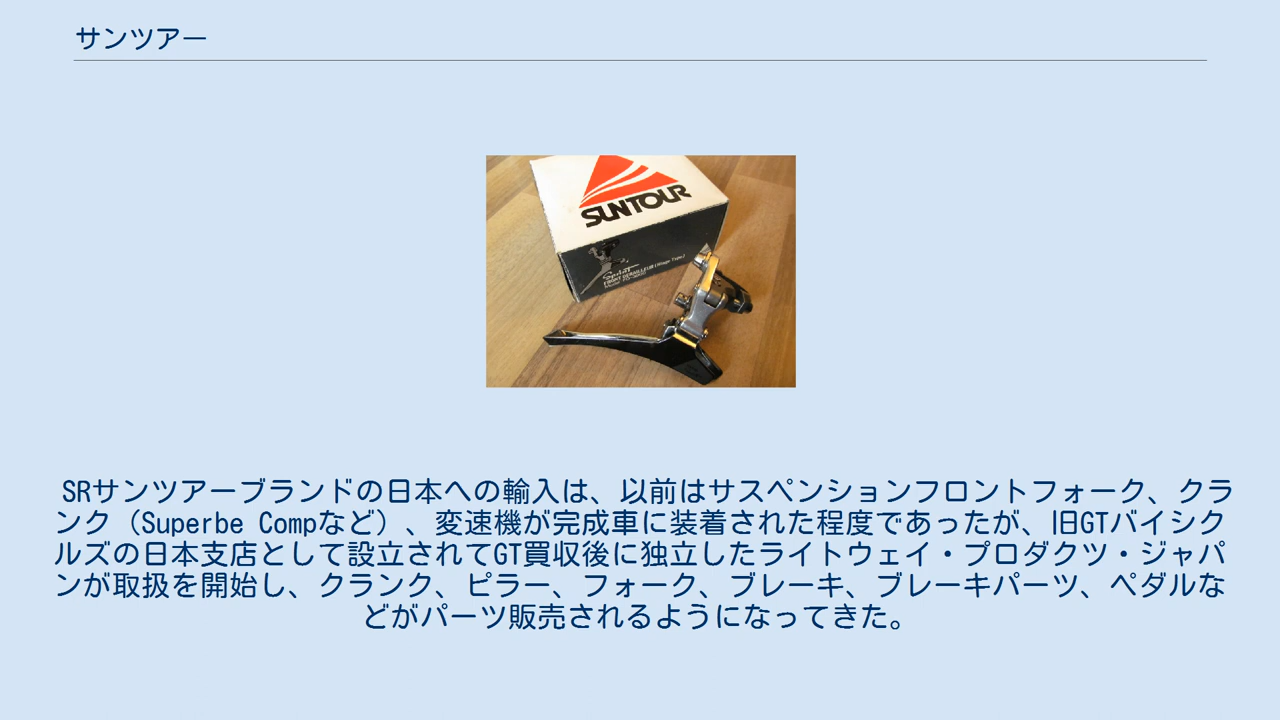 サンツアー
SUNTOUR
Sprint
FRONT DERAILLEUR (Wage Type)
SRサンツアーブランドの日本への輸入は、以前はサスペンションフロントフォーク、クラ
ンク（Superbe Compなど）、変速機が完成車に装着された程度であったが、旧GTバイシク
ルズの日本支店として設立されてGT買収後に独立したライトウェイ・プロダクツ・ジャパ
ンが取扱を開始し、クランク、ピラー、フォーク、ブレーキ、ブレーキパーツ、ペダルな
どがパーツ販売されるようになってきた。